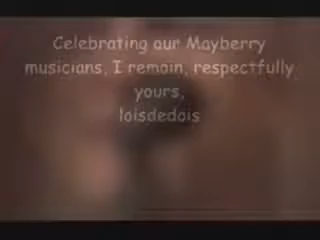 Celebrating our Mayberry
musicians, I remain, respectfully
yours,
loisdedois